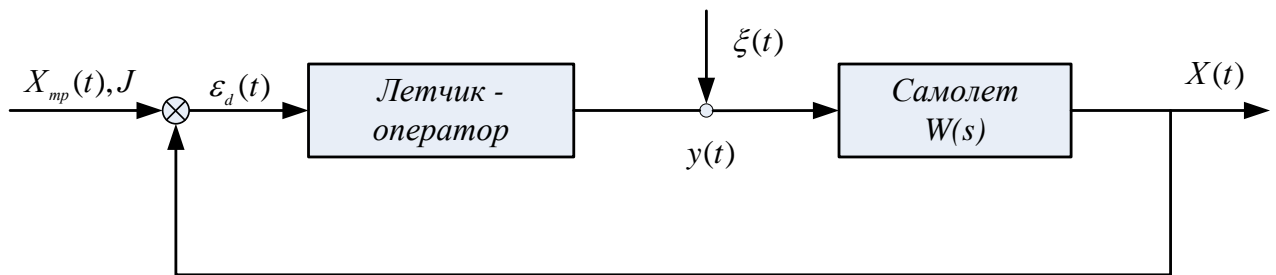 X_тр(t), J
ε_d(t)
Летчик -
оператор
ξ(t)
y(t)
Самолет
W(s)
X(t)